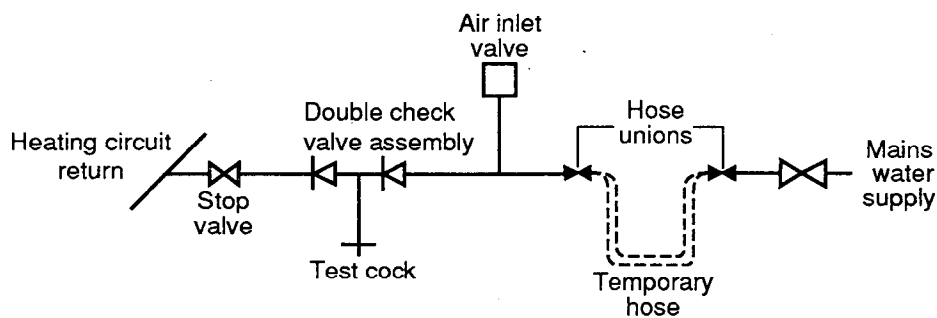 Air inlet
valve
Double check
valve assembly
Hose
unions
Heating circuit
return
Mains
water
supply
Stop
valve
Test cock
Temporary
hose